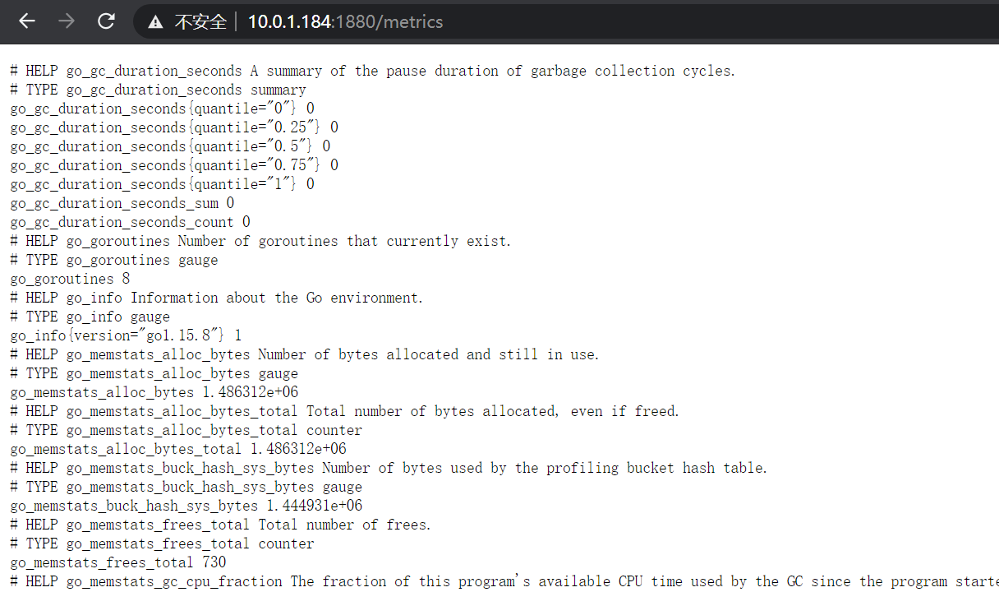 不安全 10.0.1.184:1880/metrics
# HELP go_gc_duration_seconds A summary of the pause duration of garbage collection cycles.
# TYPE go_gc_duration_seconds summary
go_gc_duration_seconds{quantile="0"} 0
go_gc_duration_seconds{quantile="0.25"} 0
go_gc_duration_seconds{quantile="0.5"} 0
go_gc_duration_seconds{quantile="0.75"} 0
go_gc_duration_seconds{quantile="1"} 0
go_gc_duration_seconds_sum 0
go_gc_duration_seconds_count 0
# HELP go_goroutines Number of goroutines that currently exist.
# TYPE go_goroutines gauge
go_goroutines 8
# HELP go_info Information about the Go environment.
# TYPE go_info gauge
go_info{version="go1.15.8"} 1
# HELP go_memstats_alloc_bytes Number of bytes allocated and still in use.
# TYPE go_memstats_alloc_bytes gauge
go_memstats_alloc_bytes 1.486312e+06
# HELP go_memstats_alloc_bytes_total Total number of bytes allocated, even if freed.
# TYPE go_memstats_alloc_bytes_total counter
go_memstats_alloc_bytes_total 1.486312e+06
# HELP go_memstats_buck_hash_sys_bytes Number of bytes used by the profiling bucket hash table.
# TYPE go_memstats_buck_hash_sys_bytes gauge
go_memstats_buck_hash_sys_bytes 1.444931e+06
# HELP go_memstats_frees_total Total number of frees.
# TYPE go_memstats_frees_total counter
go_memstats_frees_total 730
# HELP go_memstats_gc_cpu_fraction The fraction of this program's available CPU time used by the GC since the program starte